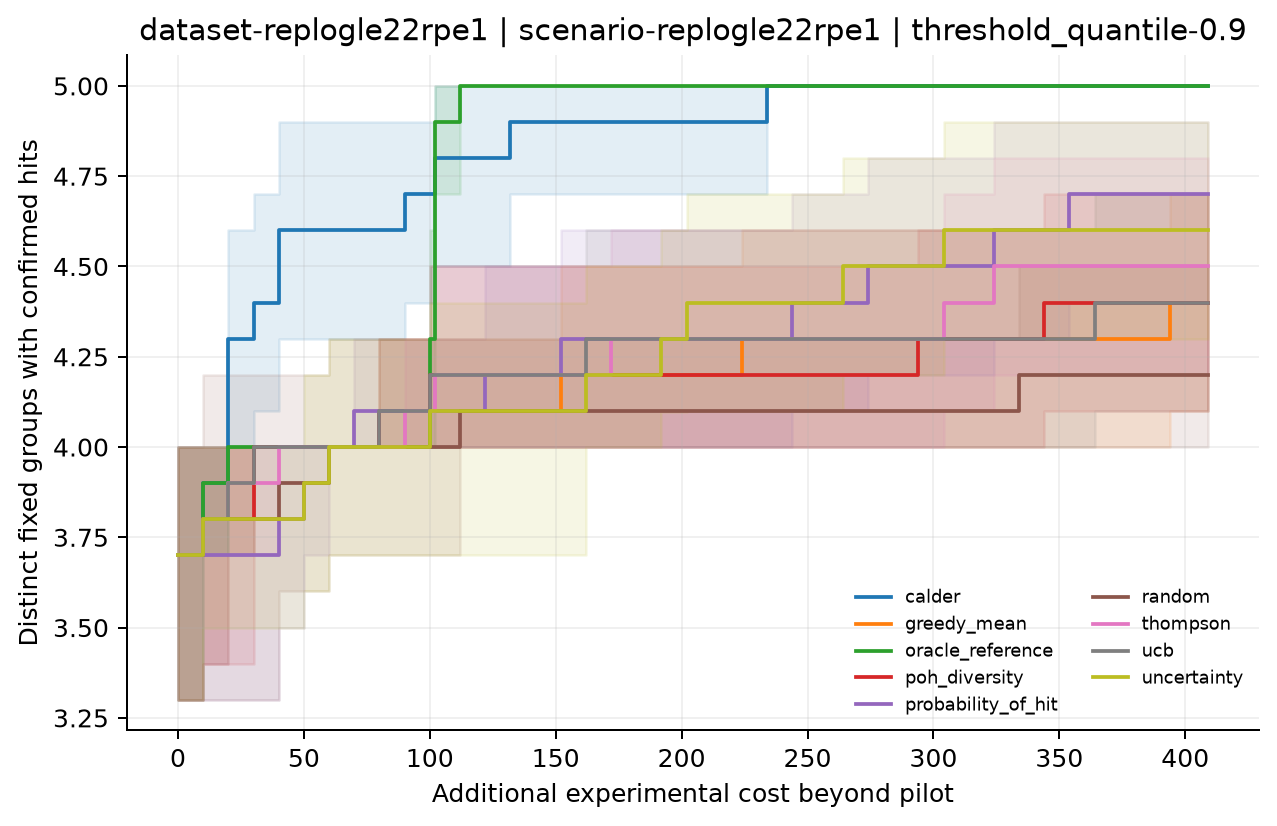 dataset-replogle22rpe1 | scenario-replogle22rpe1 | threshold_quantile-0.9
Distinct fixed groups with confirmed hits
5.00
4.75
4.50
4.25
4.00
3.75
3.50
3.25
0 50 100 150 200 250 300 350 400
Additional experimental cost beyond pilot
calder
greedy_mean
oracle_reference
poh_diversity
probability_of_hit
random
thompson
ucb
uncertainty